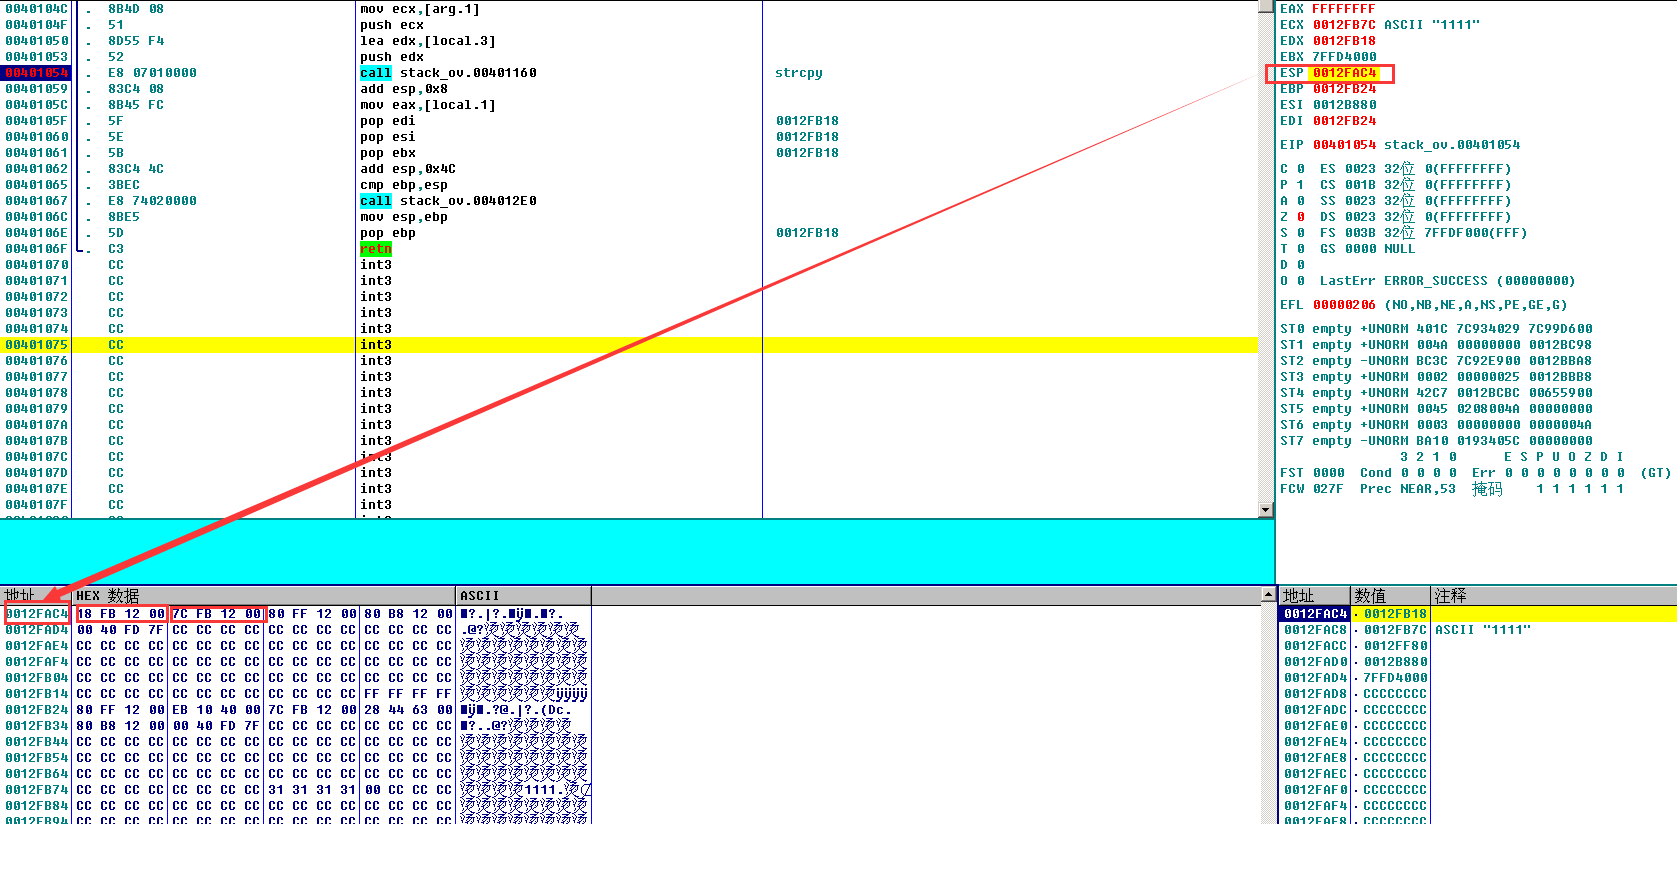 0040104C . 8B4D 08 mov ecx,[arg.1]
0040104F . 51 push ecx
00401050 . 8D55 F4 lea edx,[local.3]
00401053 . 52 push edx
00401054 . E8 07010000 call stack_ov.00401160 strcpy
00401059 . 83C4 08 add esp,0x8
0040105C . 8B45 FC mov eax,[local.1]
0040105F . 5F pop edi 0012FB18
00401060 . 5E pop esi 0012FB18
00401061 . 5B pop ebx 0012FB18
00401062 . 83C4 4C add esp,0x4C
00401065 . 3BEC cmp ebp,esp
00401067 . E8 74020000 call stack_ov.004012E0
0040106C . 8BE5 mov esp,ebp
0040106E . 5D pop ebp 0012FB18
0040106F . C3 retn
00401070 CC int3
00401071 CC int3
00401072 CC int3
00401073 CC int3
00401074 CC int3
00401075 CC int3
00401076 CC int3
00401077 CC int3
00401078 CC int3
00401079 CC int3
0040107A CC int3
0040107B CC int3
0040107C CC int3
0040107D CC int3
0040107E CC int3
0040107F CC int3
EAX FFFFFFFF
ECX 0012FB7C ASCII "1111"
EDX 0012FB18
EBX 7FFD4000
ESP 0012FAC4
EBP 0012FB24
ESI 0012B880
EDI 0012FB24
EIP 00401054 stack_ov.00401054
C 0 ES 0023 32位 0(FFFFFFFF)
P 1 CS 001B 32位 0(FFFFFFFF)
A 0 SS 0023 32位 0(FFFFFFFF)
Z 0 DS 0023 32位 0(FFFFFFFF)
S 0 FS 003B 32位 7FFDF000(FFF)
T 0 GS 0000 NULL
D 0
O 0 LastErr ERROR_SUCCESS (00000000)
EFL 00000206 (NO,NB,NE,A,NS,PE,GE,G)
ST0 empty +UNORM 401C 7C934029 7C99D600
ST1 empty +UNORM 004A 00000000 0012BC98
ST2 empty -UNORM BC3C 7C92E900 0012BBA8
ST3 empty +UNORM 0002 00000025 0012BBB8
ST4 empty +UNORM 42C7 0012BCBC 00655900
ST5 empty +UNORM 0045 0208004A 00000000
ST6 empty +UNORM 0003 00000000 0000004A
ST7 empty -UNORM BA10 0193405C 00000000
3 2 1 0 E S P U O Z D I
FST 0000 Cond 0 0 0 0 Err 0 0 0 0 0 0 0 0 (GT)
FCW 027F Prec NEAR,53 掩码 1 1 1 1 1 1
地址 HEX 数据 ASCII
0012FAC4 18 FB 12 00 7C FB 12 00 80 FF 12 00 80 B8 12 00
0012FAD4 00 40 FD 7F CC CC CC CC CC CC CC CC CC CC CC CC .@?烫烫烫烫烫烫
0012FAE4 CC CC CC CC CC CC CC CC CC CC CC CC CC CC CC CC 烫烫烫烫烫烫烫烫
0012FAF4 CC CC CC CC CC CC CC CC CC CC CC CC CC CC CC CC 烫烫烫烫烫烫烫烫
0012FB04 CC CC CC CC CC CC CC CC CC CC CC CC CC CC CC CC 烫烫烫烫烫烫烫烫
0012FB14 CC CC CC CC CC CC CC CC CC CC CC CC FF FF FF FF 烫烫烫烫烫烫ÿÿÿÿ
0012FB24 80 FF 12 00 EB 10 40 00 7C FB 12 00 28 44 63 00
0012FB34 80 B8 12 00 00 40 FD 7F CC CC CC CC CC CC CC CC
0012FB44 CC CC CC CC CC CC CC CC CC CC CC CC CC CC CC CC 烫烫烫烫烫烫烫烫
0012FB54 CC CC CC CC CC CC CC CC CC CC CC CC CC CC CC CC 烫烫烫烫烫烫烫烫
0012FB64 CC CC CC CC CC CC CC CC CC CC CC CC CC CC CC CC 烫烫烫烫烫烫烫烫
0012FB74 CC CC CC CC CC CC CC CC 31 31 31 31 00 CC CC CC 烫烫烫烫1111.烫
0012FB84 CC CC CC CC CC CC CC CC CC CC CC CC CC CC CC CC 烫烫烫烫烫烫烫烫
0012FB94 CC CC CC CC CC CC CC CC CC CC CC CC CC CC CC CC 烫烫烫烫烫烫烫烫
地址 数值 注释
0012FAC4 0012FB18
0012FAC8 0012FB7C ASCII "1111"
0012FACC 0012FF80
0012FAD0 0012B880
0012FAD4 7FFD4000
0012FAD8 CCCCCCCC
0012FADC CCCCCCCC
0012FAE0 CCCCCCCC
0012FAE4 CCCCCCCC
0012FAE8 CCCCCCCC
0012FAEC CCCCCCCC
0012FAF0 CCCCCCCC
0012FAF4 CCCCCCCC
0012FAF8 CCCCCCCC